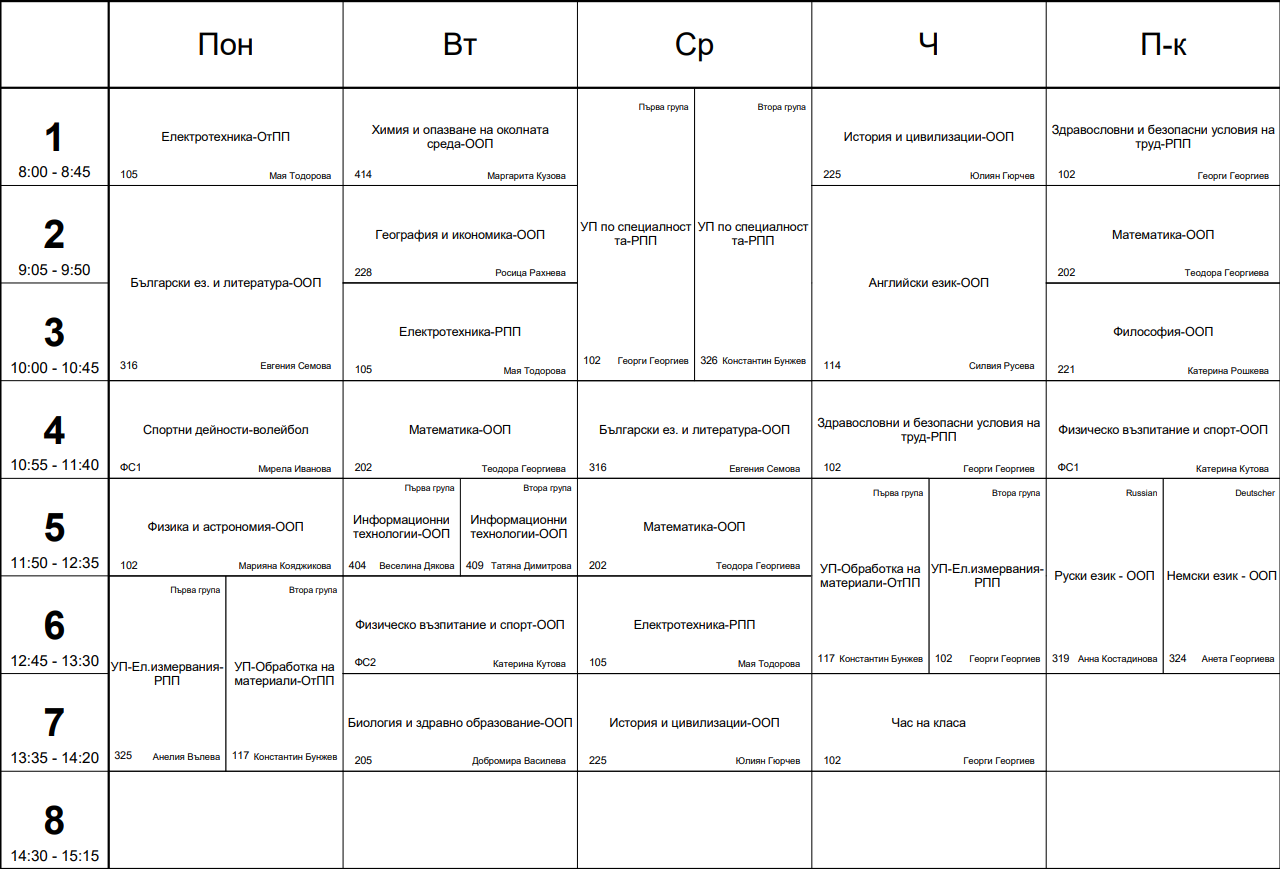 Пон
Вт
Ср
Ч
П-к
1
8:00 - 8:45
Електротехника-ОтПП
105
Мая Тодорова
Химия и опазване на околната
среда-ООП
414
Маргарита Кузова
Първа група
УП по специалност
та-РПП
102
Георги Георгиев
Втора група
УП по специалност
та-РПП
326
Константин Бунжев
История и цивилизации-ООП
225
Юлиян Гюрчев
Здравословни и безопасни условия на
труд-РПП
102
Георги Георгиев
2
9:05 - 9:50
Български ез. и литература-ООП
316
Евгения Семова
География и икономика-ООП
228
Росица Рахнева
Английски език-ООП
114
Силвия Русева
Математика-ООП
202
Теодора Георгиева
3
10:00 - 10:45
Електротехника-РПП
105
Мая Тодорова
Философия-ООП
221
Катерина Рошкева
4
10:55 - 11:40
Спортни дейности-волейбол
ФС1
Мирела Иванова
Математика-ООП
202
Теодора Георгиева
Български ез. и литература-ООП
316
Евгения Семова
Здравословни и безопасни условия на
труд-РПП
102
Георги Георгиев
Физическо възпитание и спорт-ООП
ФС1
Катерина Кутова
5
11:50 - 12:35
Физика и астрономия-ООП
102
Марияна Кояджикова
Първа група
Информационни
технологии-ООП
404
Веселина Дякова
Втора група
Информационни
технологии-ООП
409
Татяна Димитрова
Математика-ООП
202
Теодора Георгиева
Първа група
УП-Обработка на
материали-ОтПП
117
Константин Бунжев
Втора група
УП-Ел.измервания-
РПП
102
Георги Георгиев
Russian
Руски език - ООП
319
Анна Костадинова
Deutscher
Немски език - ООП
324
Анета Георгиева
6
12:45 - 13:30
Първа група
УП-Ел.измервания-
РПП
325
Анелия Вълева
Втора група
УП-Обработка на
материали-ОтПП
117
Константин Бунжев
Физическо възпитание и спорт-ООП
ФС2
Катерина Кутова
Електротехника-РПП
105
Мая Тодорова
7
13:35 - 14:20
Биология и здравно образование-ООП
205
Добромира Василева
История и цивилизации-ООП
225
Юлиян Гюрчев
Час на класа
102
Георги Георгиев
8
14:30 - 15:15